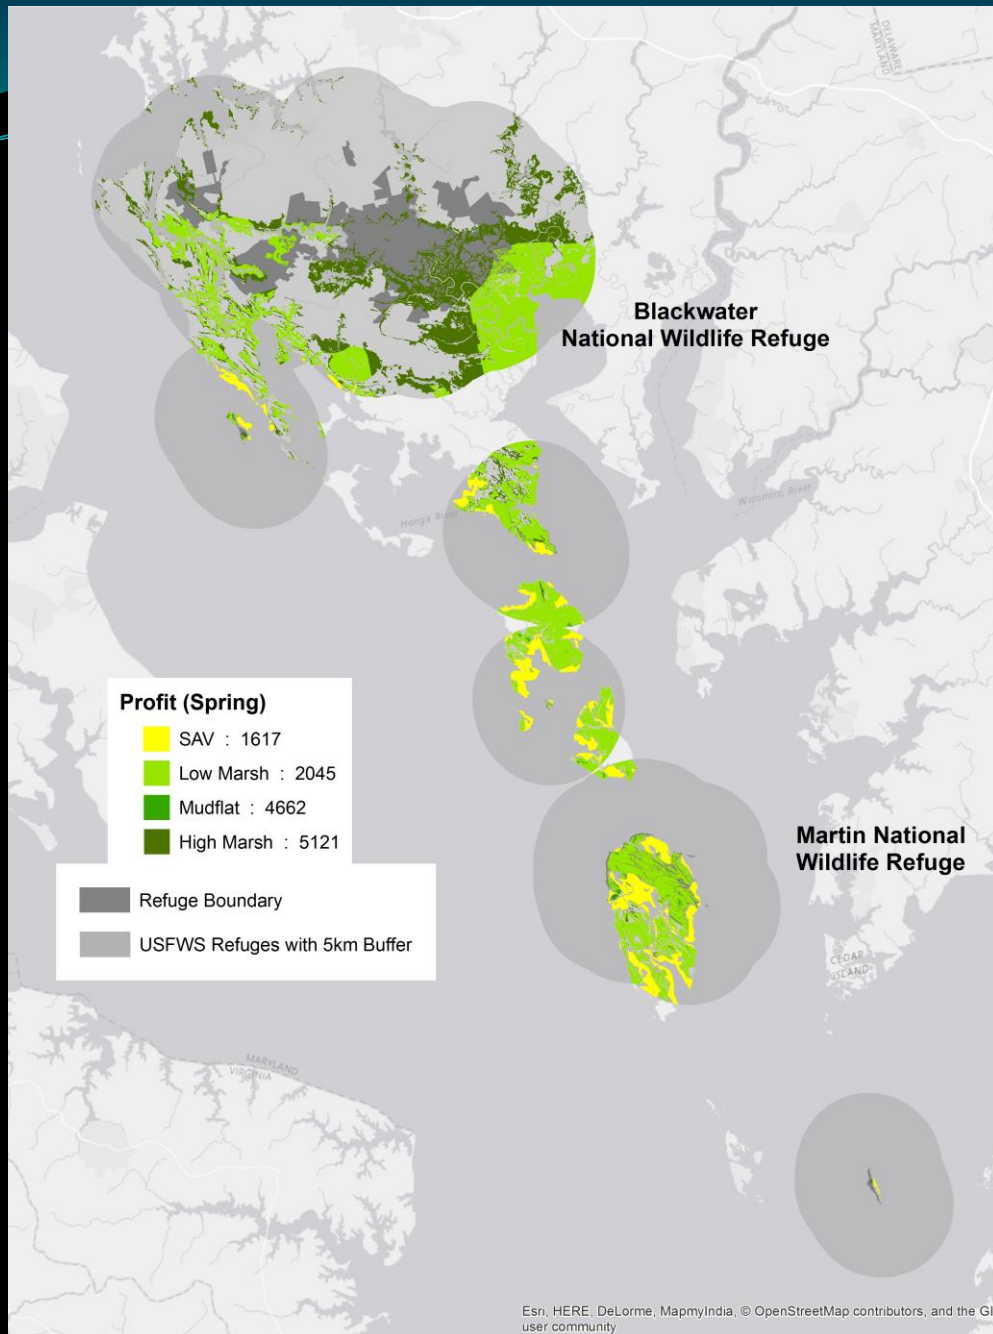 DELAWARE
MARYLAND
Blackwater
National Wildlife Refuge
Wicomico River
Honga River
Profit (Spring)
SAV : 1617
Low Marsh : 2045
Mudflat : 4662
High Marsh : 5121
Refuge Boundary
USFWS Refuges with 5km Buffer
Martin National
Wildlife Refuge
CEDAR
ISLAND
MARYLAND
VIRGINIA
Esri, HERE, DeLorme, MapmyIndia, © OpenStreetMap contributors, and the GI
user community